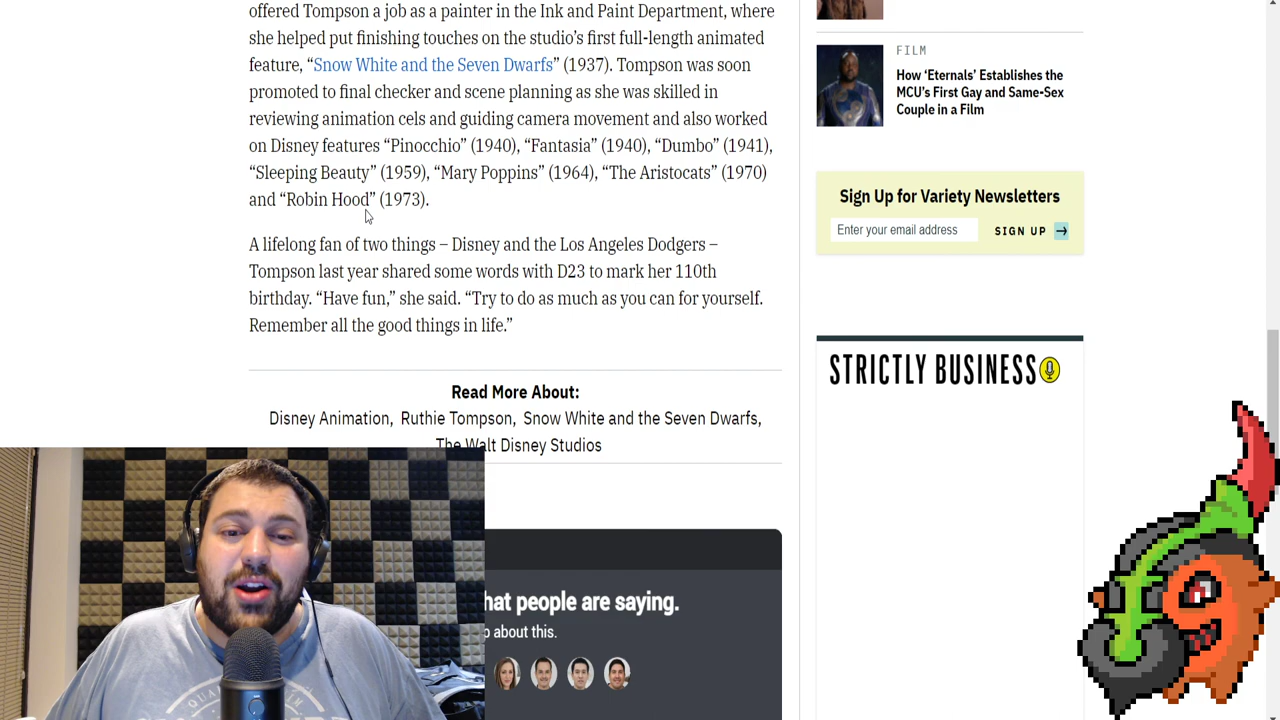 offered Tompson a job as a painter in the Ink and Paint Department, where
she helped put finishing touches on the studio’s first full-length animated
feature, “Snow White and the Seven Dwarfs” (1937). Tompson was soon
promoted to final checker and scene planning as she was skilled in
reviewing animation cels and guiding camera movement and also worked
on Disney features “Pinocchio” (1940), “Fantasia” (1940), “Dumbo” (1941),
“Sleeping Beauty” (1959), “Mary Poppins” (1964), “The Aristocats” (1970)
and “Robin Hood” (1973).
A lifelong fan of two things – Disney and the Los Angeles Dodgers –
Tompson last year shared some words with D23 to mark her 110th
birthday. “Have fun,” she said. “Try to do as much as you can for yourself.
Remember all the good things in life.”
Read More About:
Disney Animation, Ruthie Tompson, Snow White and the Seven Dwarfs,
The Walt Disney Studios
hat people are saying.
about this.
FILM
How ‘Eternals’ Establishes the
MCU’s First Gay and Same-Sex
Couple in a Film
Sign Up for Variety Newsletters
Enter your email address SIGN UP
STRICTLY BUSINESS